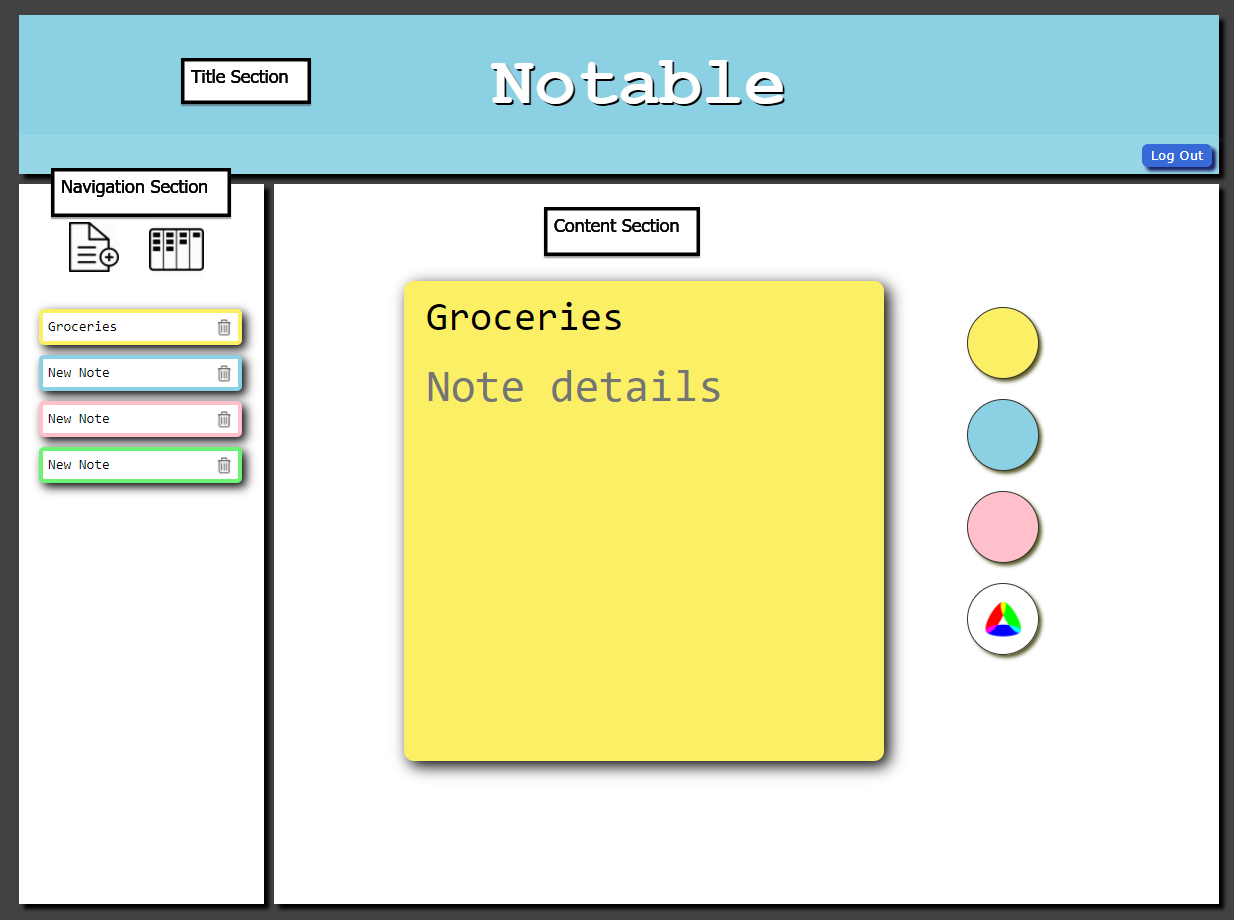 Title Section
Notable
Log Out
Navigation Section
Groceries
New Note
New Note
New Note
Content Section
Groceries
Note details